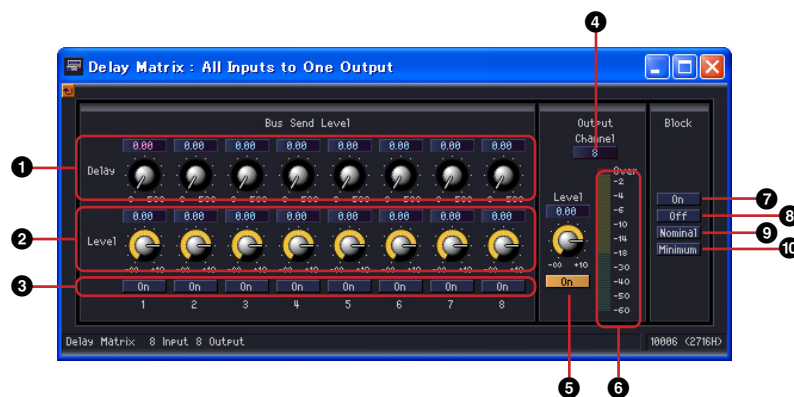 4
Delay Matrix : All Inputs to One Output
Bus Send Level
Output
Channel
8
Block
1
Delay
0.00 0.00 0.00 0.00 0.00 0.00 0.00 0.00
0 500 0 500 0 500 0 500 0 500 0 500 0 500 0 500
2
Level
0.00 0.00 0.00 0.00 0.00 0.00 0.00 0.00
-∞ +10 -∞ +10 -∞ +10 -∞ +10 -∞ +10 -∞ +10 -∞ +10 -∞ +10
3
On On On On On On On On
1 2 3 4 5 6 7 8
Level
0.00
-∞ +10
On
Over
-2
-4
-6
-10
-14
-18
-30
-40
-50
-60
On
7
Off
8
Nominal
9
Minimum
10
Delay Matrix 8 Input 8 Output
10006 (2716H)
5
6